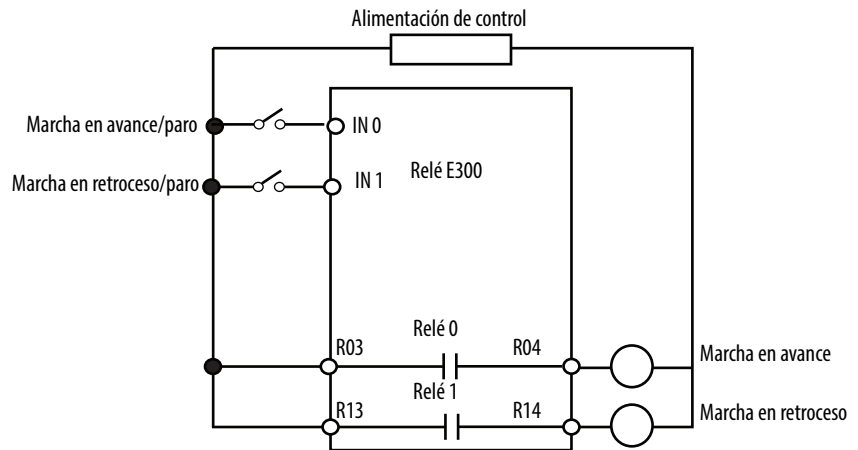 Alimentación de control
Marcha en avance/paro
IN 0
Marcha en retroceso/paro
IN 1
Relé E300
Relé 0
R03
R04
Marcha en avance
Relé 1
R13
R14
Marcha en retroceso